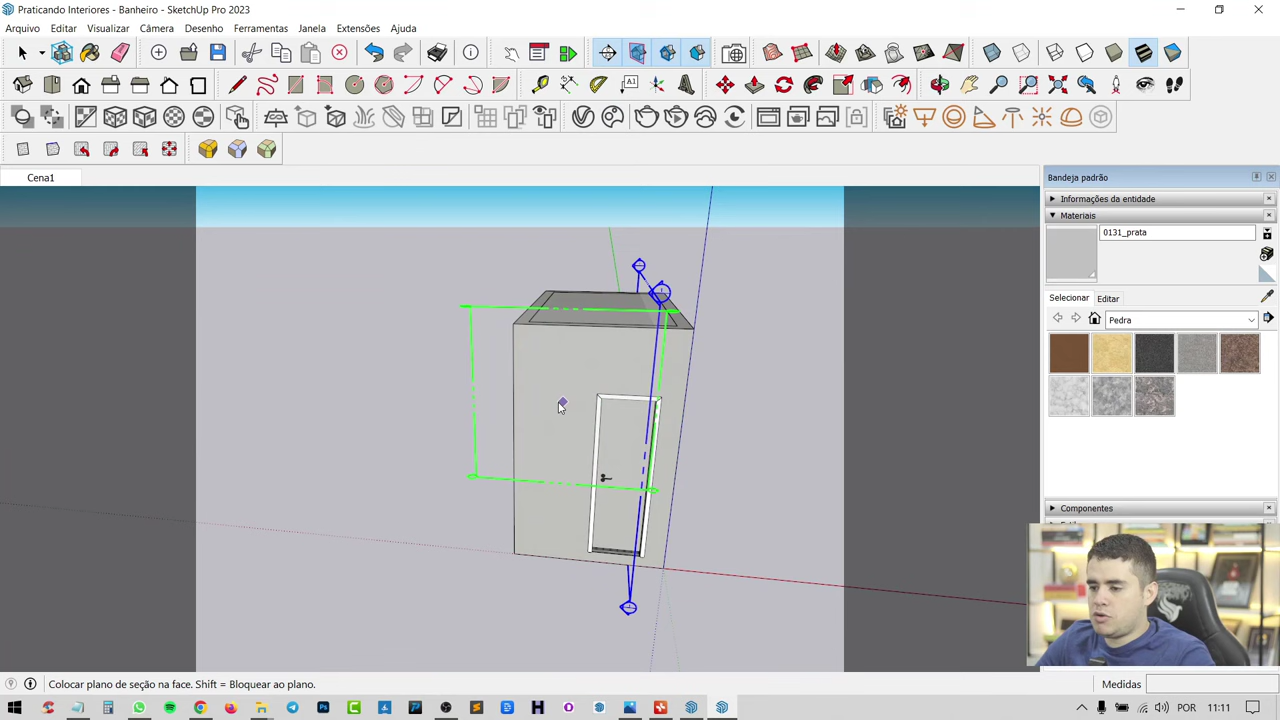 Praticando Interiores - Banheiro - SketchUp Pro 2023
Arquivo Editar Visualizar Câmera Desenho Ferramentas Janela Extensões Ajuda
A1
Cena1
Bandeja padrão
Informações da entidade
Materiais
0131_prata
Selecionar Editar
Pedra
Componentes
Colocar plano de seção na face. Shift = Bloquear ao plano.
Medidas
POR 11:11